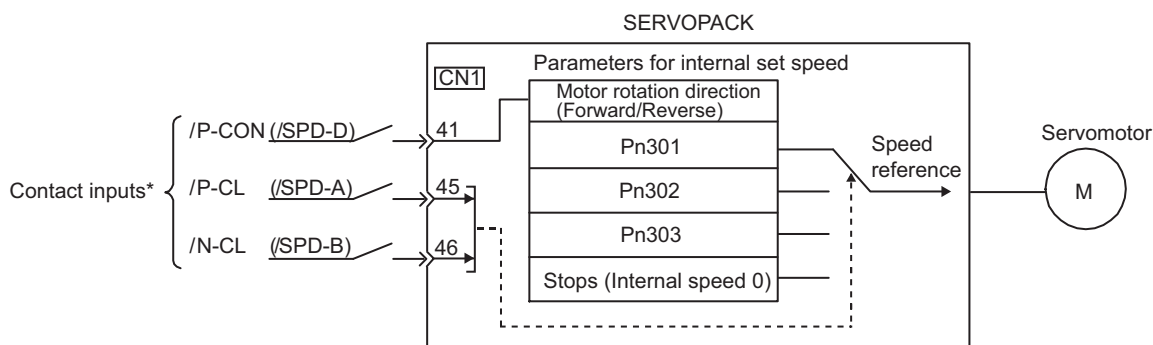 SERVOPACK
CN1
Parameters for internal set speed
Motor rotation direction
(Forward/Reverse)
Contact inputs*
/P-CON (/SPD-D)
41
Pn301
Speed
reference
Servomotor
/P-CL (/SPD-A)
45
Pn302
M
/N-CL (/SPD-B)
46
Pn303
Stops (Internal speed 0)